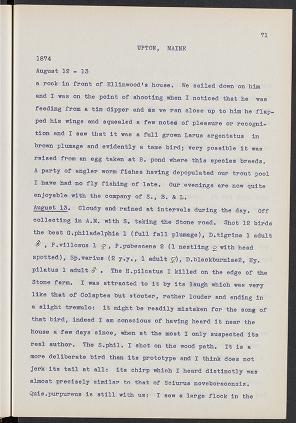 71
UPTON, MAINE
1874
August 12 - 13
a rock in front of Ellinwood's house. We sailed down on him
and I was on the point of shooting when I noticed that he was
feeding from a tin dipper and as we ran close up to him he flap-
ped his wings and squealed a few notes of pleasure or recogni-
tion and I saw that it was a full grown Larus argentatus in
brown plumage and evidently a tame bird; very possible it was
raised from an egg taken at B. pond where this species breeds.
A party of angler worm fishes having depopulated our trout pool
I have had no fly fishing of late. Our evenings are now quite
enjoyable with the company of S., B. & L.
August 13. Cloudy and rained at intervals during the day. Off
collecting in A.M. with S. taking the Stone road. Shot 12 birds
the best G.philadelphia 1 (full fall plumage), D.tigrina 1 adult
♂, P.villosus 1 ♀, P.pubescens 2 (1 nestling ♀ with head
spotted), Sp.varius (2 y.y., 1 adult ♀), D.blackburniae2, Hy.
pilatus 1 adult ♂. The H.pileatus I killed on the edge of the
Stone farm. I was attracted to it by its laugh which was very
like that of Colaptes but stouter, rather louder and ending in
a slight tremulo: it might be readily mistaken for the song of
that bird, indeed I am conscious of having heard it near the
house a few days since, when at the most I only suspected its
real author. The S.phil. I shot on the wood path. It is a
more deliberate bird than its prototype and I think does not
jerk its tail at all: its chirp which I heard distinctly was
almost precisely similar to that of Seiurus noveboracensis.
Quis.purpureus is still with us: I saw a large flock in the